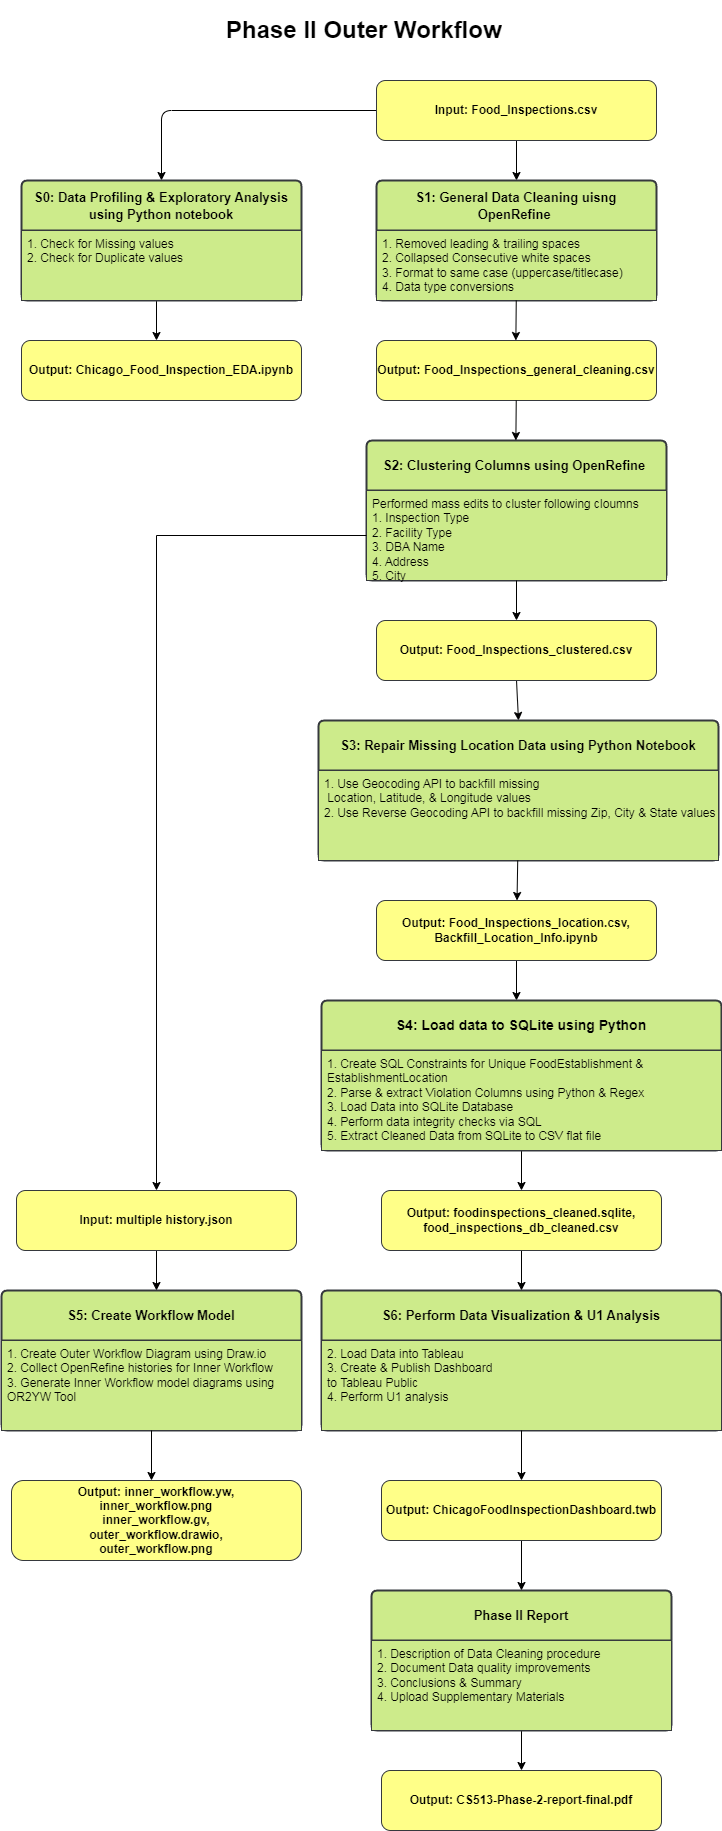 Phase II Outer Workflow
Input: Food_Inspections.csv
S0: Data Profiling & Exploratory Analysis
using Python notebook
1. Check for Missing values
2. Check for Duplicate values
S1: General Data Cleaning uisng
OpenRefine
1. Removed leading & trailing spaces
2. Collapsed Consecutive white spaces
3. Format to same case (uppercase/titlecase)
4. Data type conversions
Output: Chicago_Food_Inspection_EDA.ipynb
Output: Food_Inspections_general_cleaning.csv
S2: Clustering Columns using OpenRefine
Performed mass edits to cluster following cloumns
1. Inspection Type
2. Facility Type
3. DBA Name
4. Address
5. City
Output: Food_Inspections_clustered.csv
S3: Repair Missing Location Data using Python Notebook
1. Use Geocoding API to backfill missing
Location, Latitude, & Longitude values
2. Use Reverse Geocoding API to backfill missing Zip, City & State values
Output: Food_Inspections_location.csv,
Backfill_Location_Info.ipynb
S4: Load data to SQLite using Python
1. Create SQL Constraints for Unique FoodEstablishment &
EstablishmentLocation
2. Parse & extract Violation Columns using Python & Regex
3. Load Data into SQLite Database
4. Perform data integrity checks via SQL
5. Extract Cleaned Data from SQLite to CSV flat file
Input: multiple history.json
Output: foodinspections_cleaned.sqlite,
food_inspections_db_cleaned.csv
S5: Create Workflow Model
1. Create Outer Workflow Diagram using Draw.io
2. Collect OpenRefine histories for Inner Workflow
3. Generate Inner Workflow model diagrams using
OR2YW Tool
S6: Perform Data Visualization & U1 Analysis
2. Load Data into Tableau
3. Create & Publish Dashboard
to Tableau Public
4. Perform U1 analysis
Output: inner_workflow.yw,
inner_workflow.png
inner_workflow.gv,
outer_workflow.drawio,
outer_workflow.png
Output: ChicagoFoodInspectionDashboard.twb
Phase II Report
1. Description of Data Cleaning procedure
2. Document Data quality improvements
3. Conclusions & Summary
4. Upload Supplementary Materials
Output: CS513-Phase-2-report-final.pdf